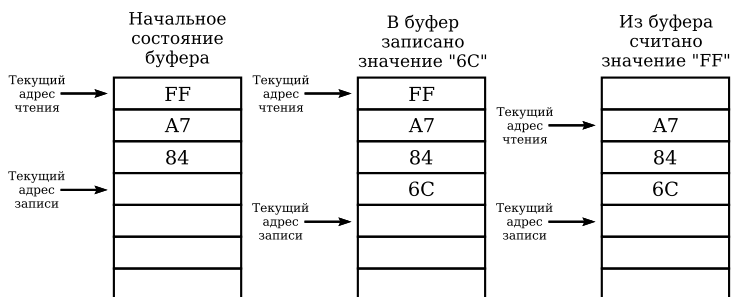 Начальное
состояние
буфера
Текущий
адрес
чтения
FF
A7
84
Текущий
адрес
записи
В буфер
записано
значение "6C"
Текущий
адрес
чтения
FF
A7
84
6C
Текущий
адрес
записи
Из буфера
считано
значение "FF"
Текущий
адрес
чтения
A7
84
6C
Текущий
адрес
записи